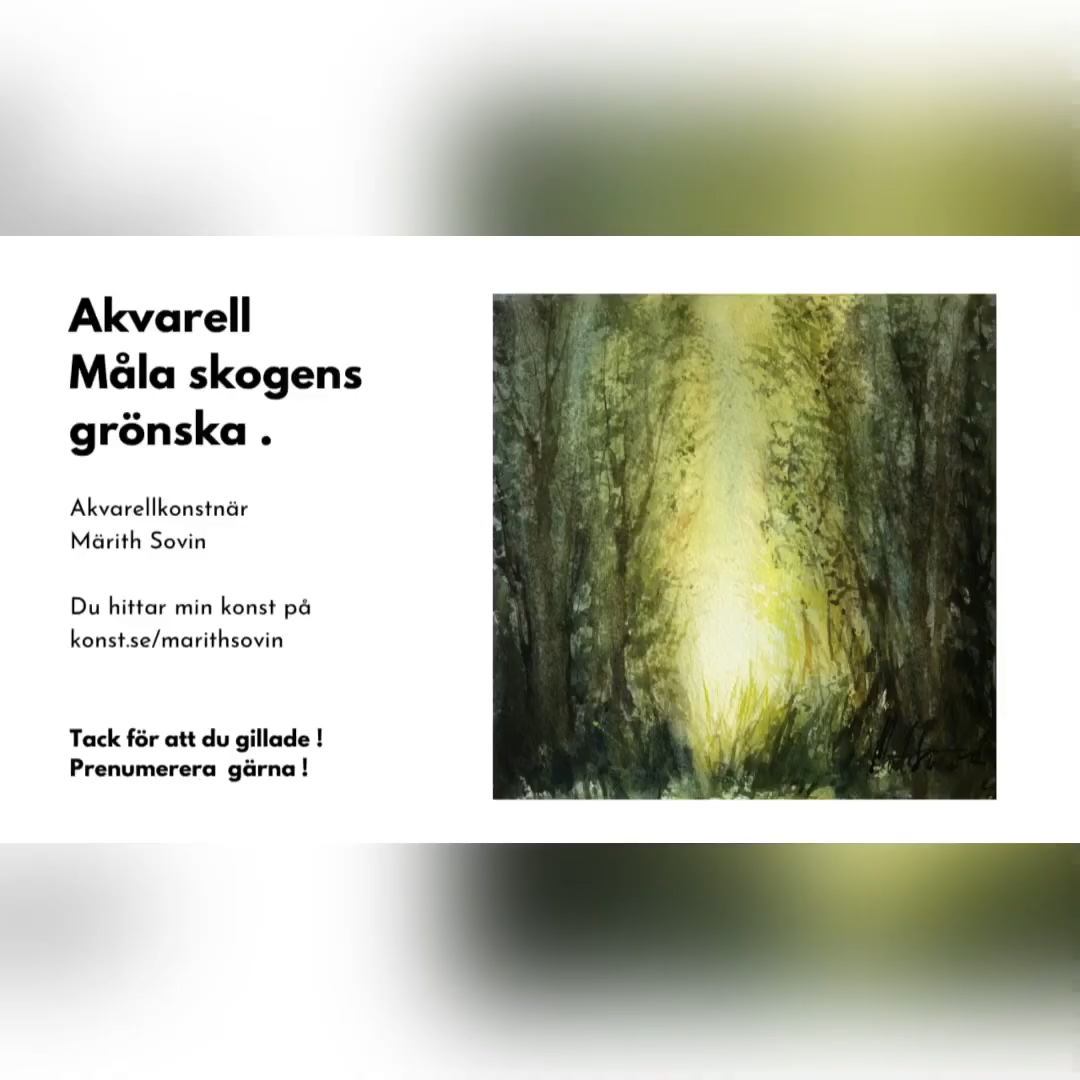 Akvarell
Måla skogens
grönska .
Akvarellkonstnär
Märith Sovin
Du hittar min konst på
konst.se/marithsovin
Tack för att du gillade !
Prenumerera gärna !